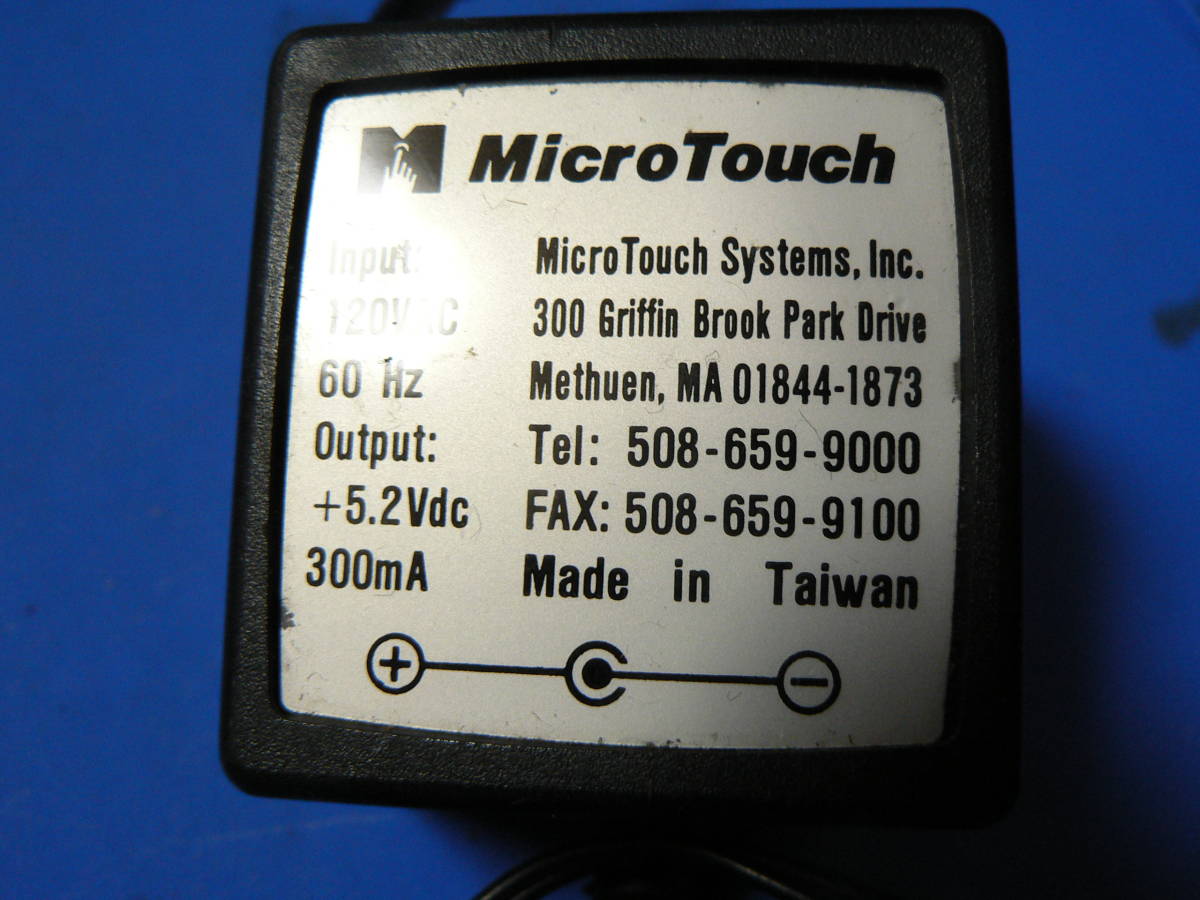 MicroTouch
Input:
120VAC
60 Hz
Output:
+5.2Vdc
300mA
MicroTouch Systems, Inc.
300 Griffin Brook Park Drive
Methuen, MA 01844-1873
Tel: 508-659-9000
FAX: 508-659-9100
Made in Taiwan
+
−